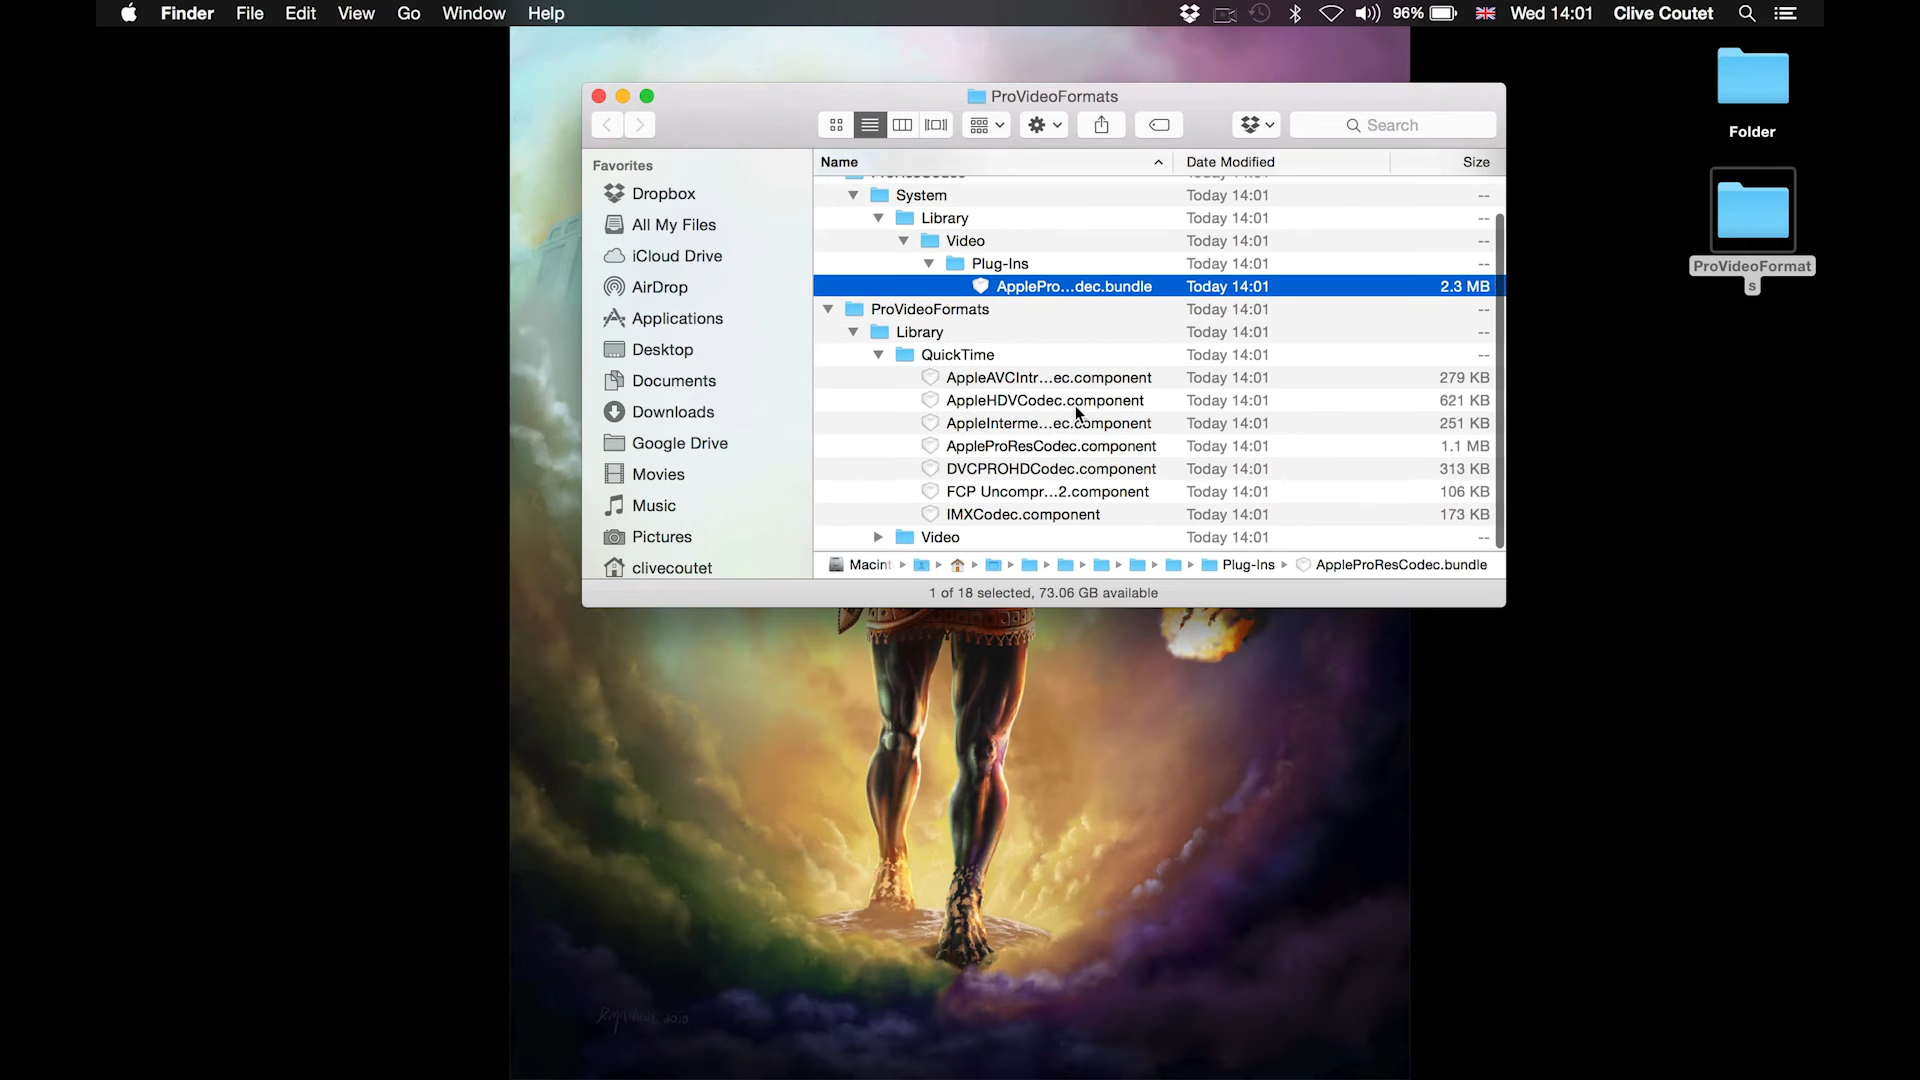 Finder File Edit View Go Window Help 96% Wed 14:01 Clive Coutet
ProVideoFormats
Search
Folder
ProVideoFormat
s
Favorites
Dropbox
All My Files
iCloud Drive
AirDrop
Applications
Desktop
Documents
Downloads
Google Drive
Movies
Music
Pictures
clivecoutet
Name Date Modified Size
System Today 14:01 --
Library Today 14:01 --
Video Today 14:01 --
Plug-Ins Today 14:01 --
ApplePro...dec.bundle Today 14:01 2.3 MB
ProVideoFormats Today 14:01 --
Library Today 14:01 --
QuickTime Today 14:01 --
AppleAVCIntr...ec.component Today 14:01 279 KB
AppleHDVCodec.component Today 14:01 621 KB
AppleInterme...ec.component Today 14:01 251 KB
AppleProResCodec.component Today 14:01 1.1 MB
DVCPROHDCodec.component Today 14:01 313 KB
FCP Uncompr...2.component Today 14:01 106 KB
IMXCodec.component Today 14:01 173 KB
Video Today 14:01 --
Macint Plug-Ins AppleProResCodec.bundle
1 of 18 selected, 73.06 GB available
2010